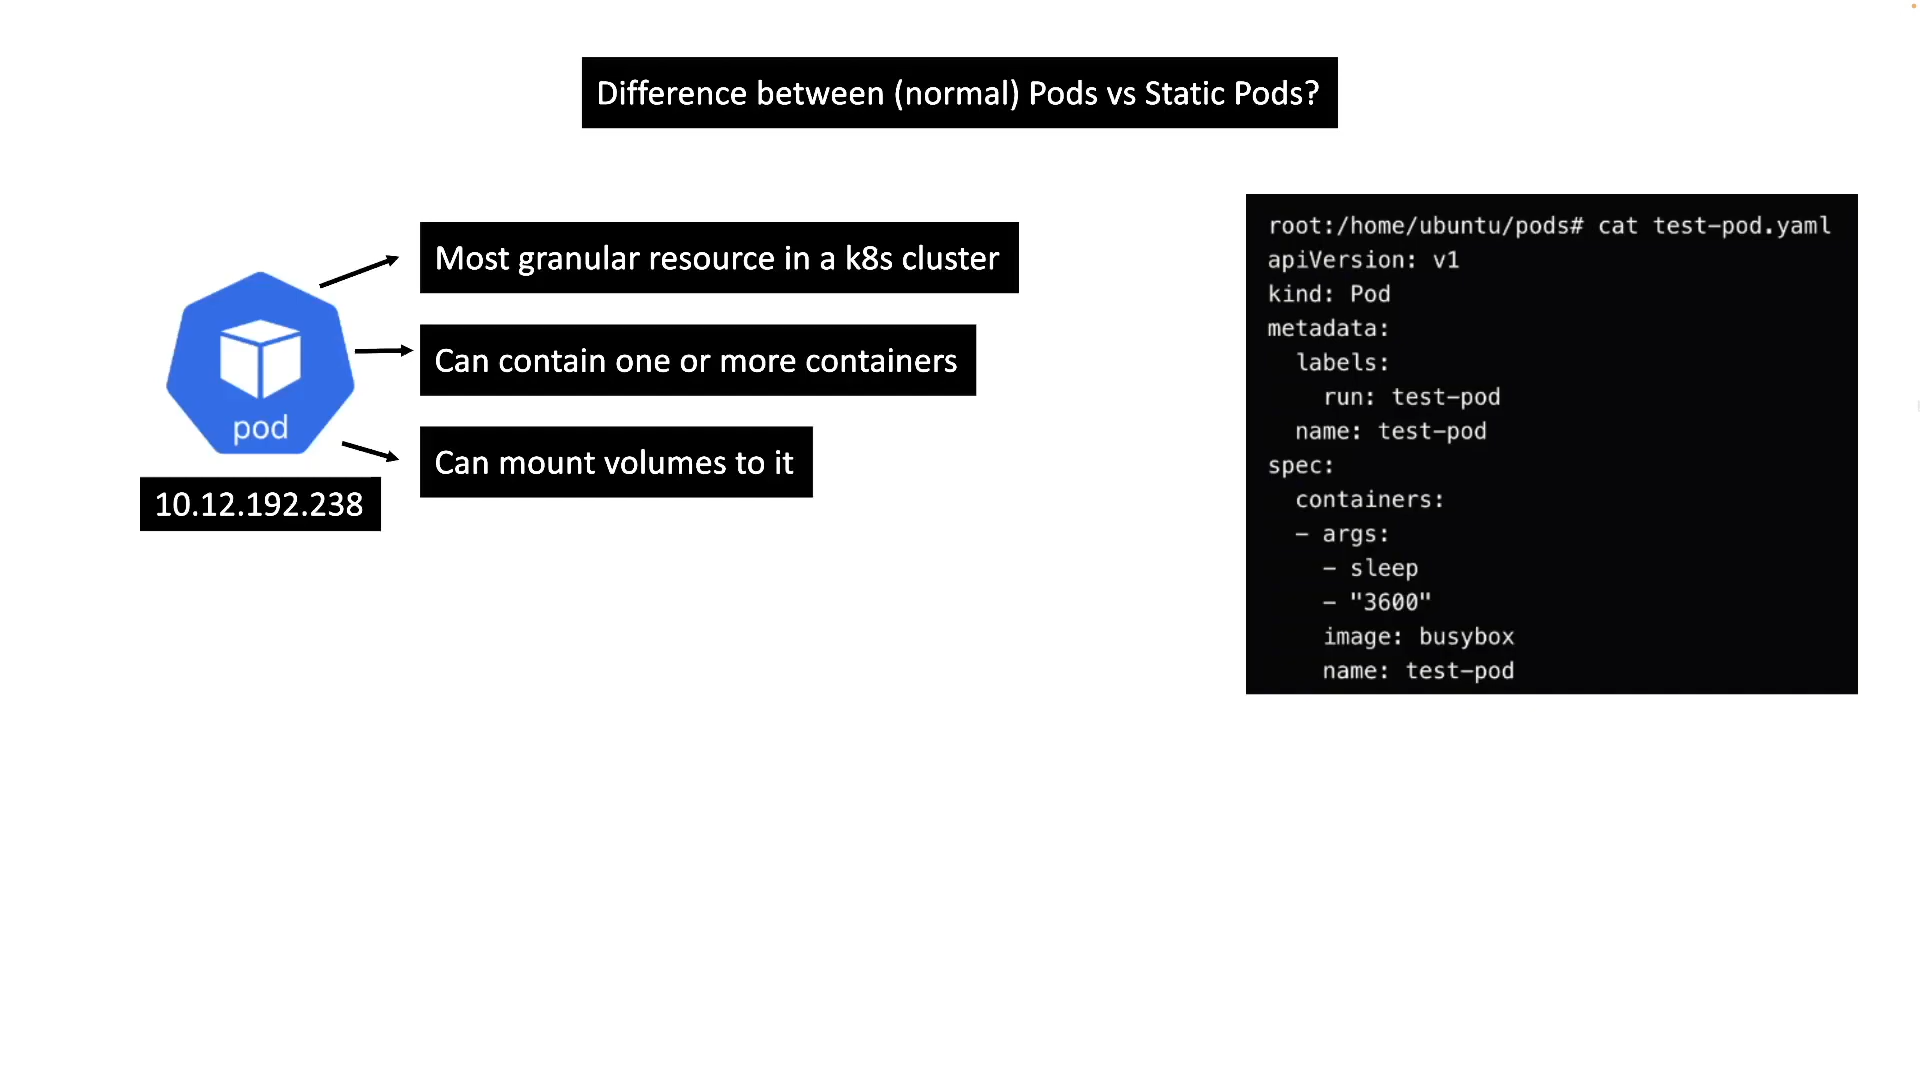 Difference between (normal) Pods vs Static Pods?
Most granular resource in a k8s cluster
Can contain one or more containers
Can mount volumes to it
pod
10.12.192.238
root:/home/ubuntu/pods# cat test-pod.yaml
apiVersion: v1
kind: Pod
metadata:
  labels:
    run: test-pod
  name: test-pod
spec:
  containers:
  - args:
    - sleep
    - "3600"
    image: busybox
    name: test-pod